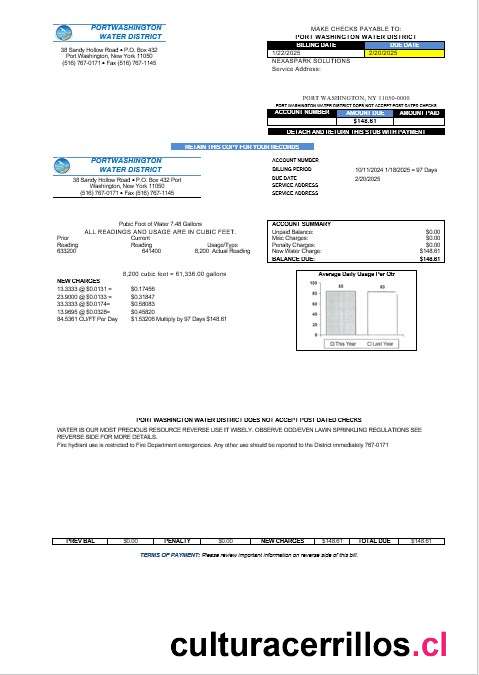 PORTWASHINGTON
WATER DISTRICT
38 Sandy Hollow Road • P.O. Box 432
Port Washington, New York 11050
(516) 767-0171 • Fax (516) 767-1145
MAKE CHECKS PAYABLE TO:
PORT WASHINGTON WATER DISTRICT
BILLING DATE DUE DATE
1/22/2025 2/20/2025
NEXASPARK SOLUTIONS
Service Address:
PORT WASHINGTON, NY 11050-0000
PORT WASHINGTON WATER DISTRICT DOES NOT ACCEPT POST DATED CHECKS
ACCOUNT NUMBER AMOUNT DUE AMOUNT PAID
$148.61
DETACH AND RETURN THIS STUB WITH PAYMENT
RETAIN THIS COPY FOR YOUR RECORDS
PORTWASHINGTON
WATER DISTRICT
38 Sandy Hollow Road • P.O. Box 432 Port
Washington, New York 11050
(516) 767-0171 • Fax (516) 767-1145
ACCOUNT NUMBER
BILLING PERIOD 10/11/2024 1/18/2025 = 97 Days
DUE DATE 2/20/2025
SERVICE ADDRESS
SERVICE ADDRESS
Cubic Foot of Water 7.48 Gallons
ALL READINGS AND USAGE ARE IN CUBIC FEET.
Prior Current
Reading Reading Usage/Type:
633200 641400 8,200 Actual Reading
ACCOUNT SUMMARY
Unpaid Balance: $0.00
Misc Charges: $0.00
Penalty Charges: $0.00
New Water Charge: $148.61
BALANCE DUE: $148.61
8,200 cubic foot = 61,336.00 gallons
NEW CHARGES
13.3333 @ $0.0131 = $0.17466
23.9000 @ $0.0133 = $0.31847
33.3333 @ $0.0174= $0.58083
13.9695 @ $0.0328= $0.45820
84.5361 CU/FT Per Day $1.53206 Multiply by 97 Days $148.61
Average Daily Usage Per Qtr
100
80
60
40
20
0
This Year Last Year
PORT WASHINGTON WATER DISTRICT DOES NOT ACCEPT POST DATED CHECKS
WATER IS OUR MOST PRECIOUS RESOURCE REVERSE USE IT WISELY. OBSERVE ODD/EVEN LAWN SPRINKLING REGULATIONS SEE
REVERSE SIDE FOR MORE DETAILS.
Fire hydrant use is restricted to Fire Department emergencies. Any other use should be reported to the District immediately 767-0171
PREV BAL $0.00 PENALTY $0.00 NEW CHARGES $148.61 TOTAL DUE $148.61
TERMS OF PAYMENT: Please review important information on reverse side of this bill.
culturacerrillos.cl